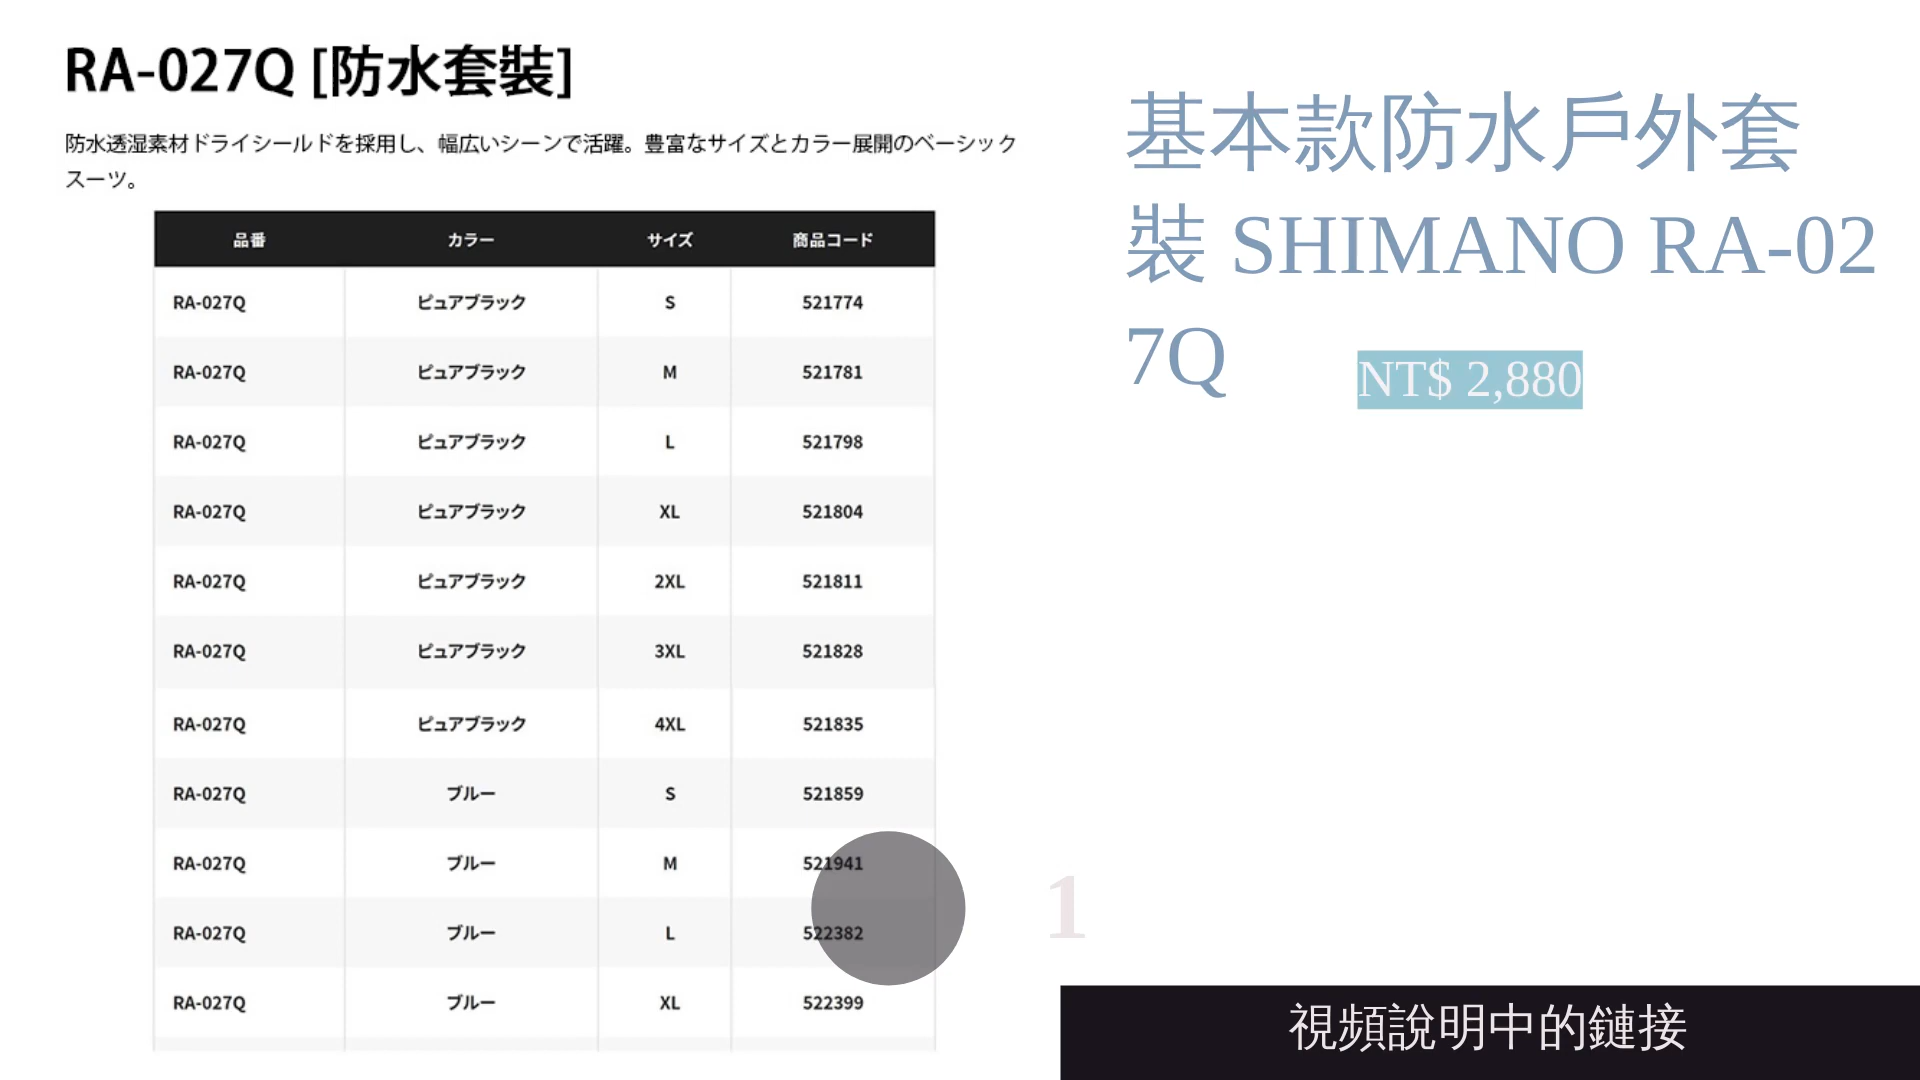 RA-027Q [防水套裝]
防水透湿素材ドライシールドを採用し、幅広いシーンで活躍。豊富なサイズとカラー展開のベーシック
スーツ。
品番 カラー サイズ 商品コード
RA-027Q ピュアブラック S 521774
RA-027Q ピュアブラック M 521781
RA-027Q ピュアブラック L 521798
RA-027Q ピュアブラック XL 521804
RA-027Q ピュアブラック 2XL 521811
RA-027Q ピュアブラック 3XL 521828
RA-027Q ピュアブラック 4XL 521835
RA-027Q ブルー S 521859
RA-027Q ブルー M 521941
RA-027Q ブルー L 522382
RA-027Q ブルー XL 522399
基本款防水戶外套
裝 SHIMANO RA-02
7Q
NT$ 2,880
1
視頻說明中的鏈接